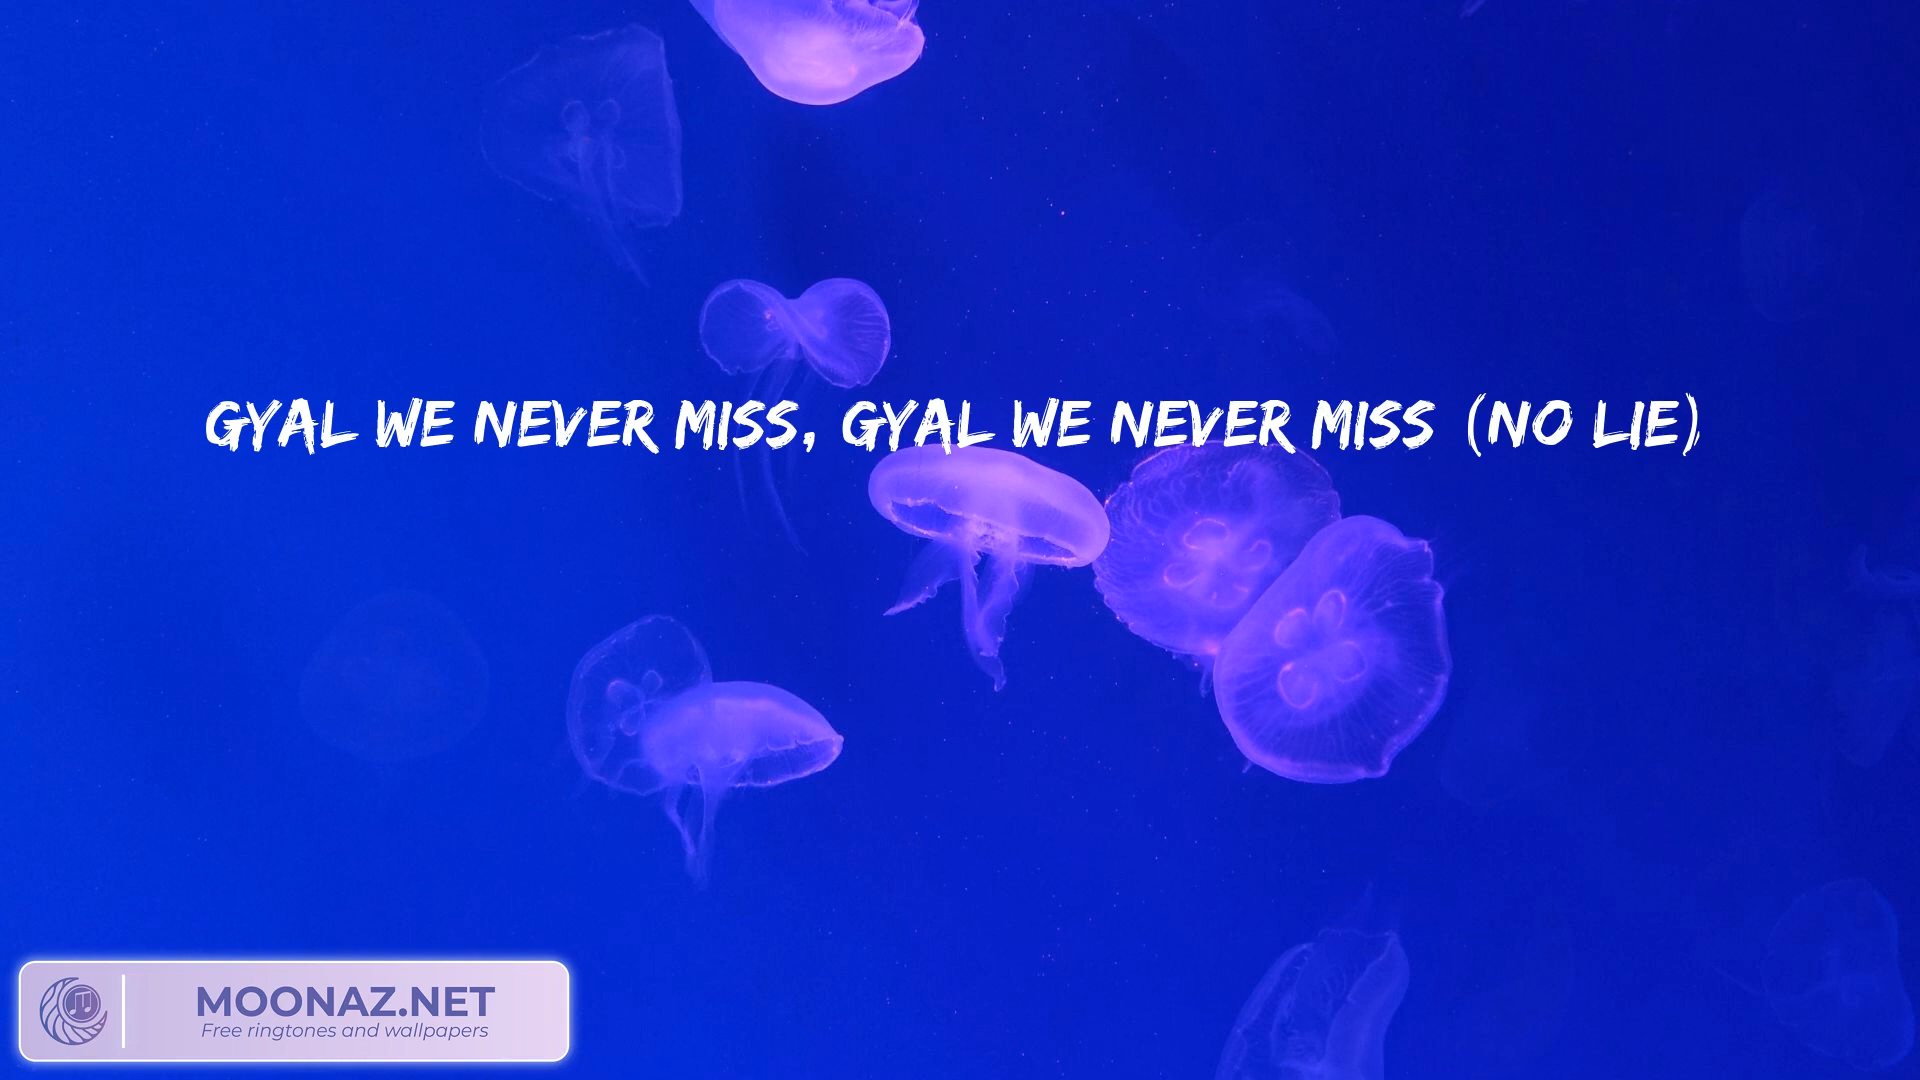 GYAL WE NEVER MISS, GYAL WE NEVER MISS (NO LIE)
MOONAZ.NET
Free ringtones and wallpapers